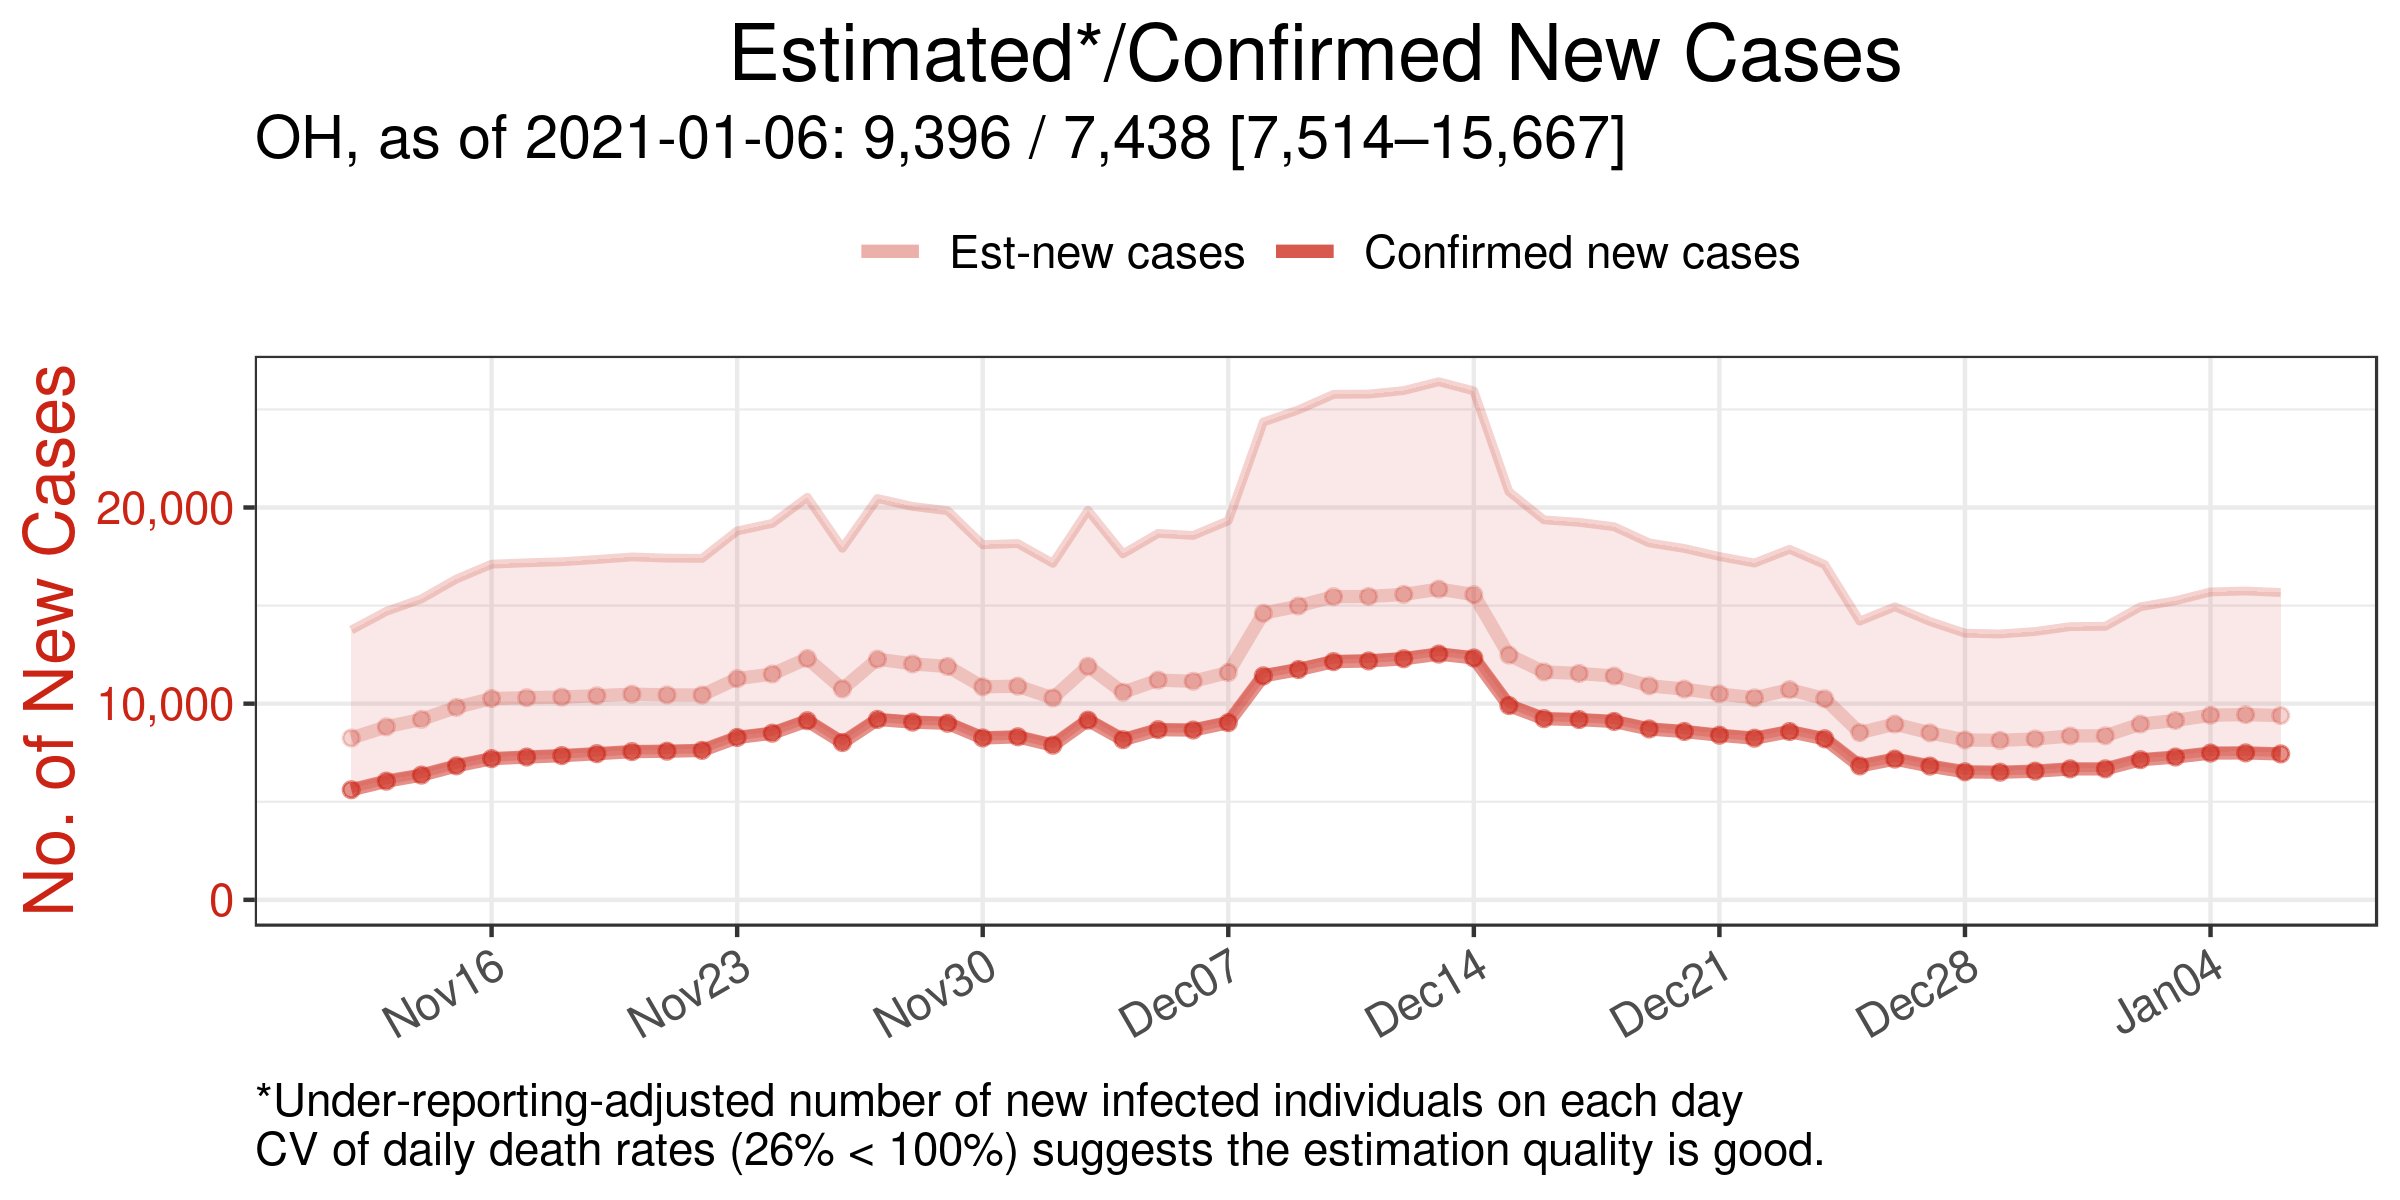 Estimated*/Confirmed New Cases
OH, as of 2021-01-06: 9,396 / 7,438 [7,514–15,667]
Est-new cases
Confirmed new cases
No. of New Cases
20,000
10,000
0
Nov16
Nov23
Nov30
Dec07
Dec14
Dec21
Dec28
Jan04
*Under-reporting-adjusted number of new infected individuals on each day
CV of daily death rates (26% < 100%) suggests the estimation quality is good.